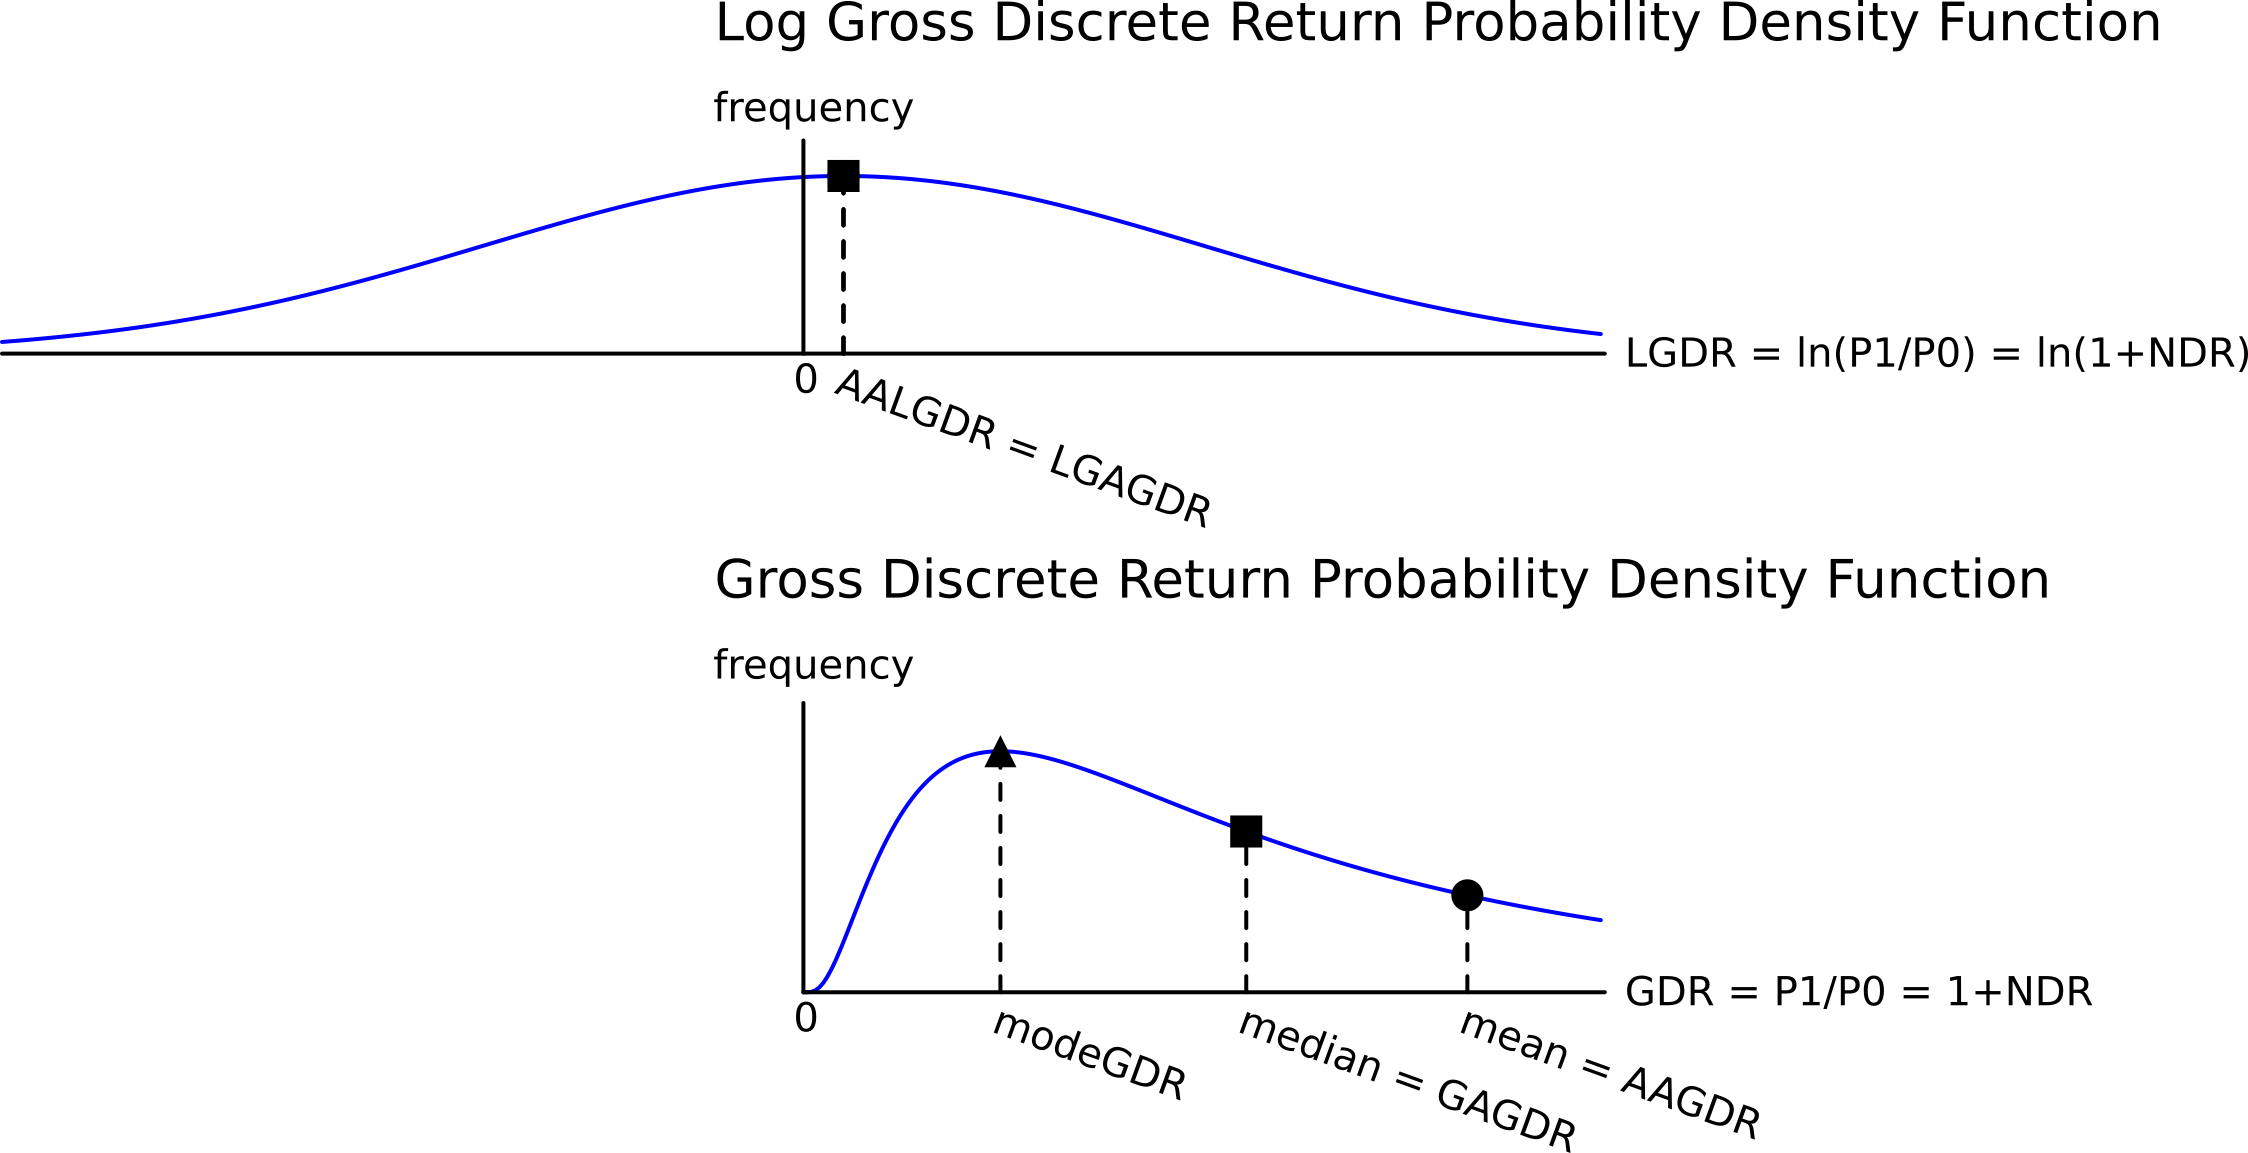 Log Gross Discrete Return Probability Density Function
frequency
LGDR = ln(P1/P0) = ln(1+NDR)
0
AALGDR = LGAGDR
Gross Discrete Return Probability Density Function
frequency
GDR = P1/P0 = 1+NDR
0
modeGDR
median = GAGDR
mean = AAGDR